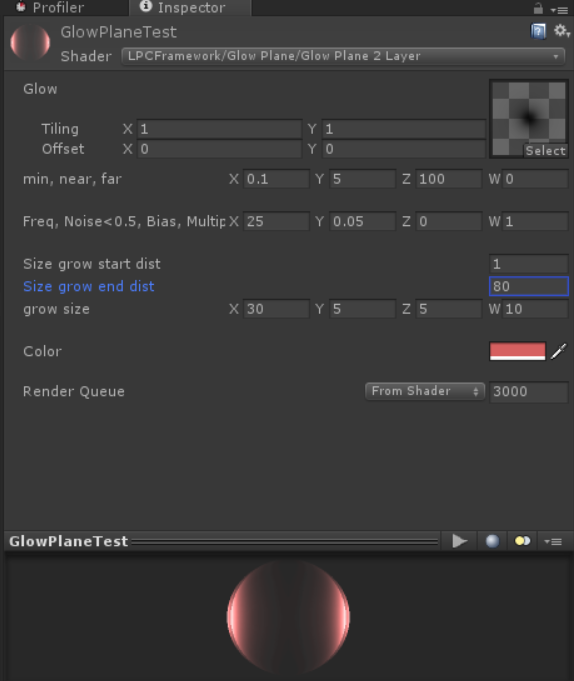 Profiler Inspector
GlowPlaneTest
Shader LPCFramework/Glow Plane/Glow Plane 2 Layer
Glow
Tiling X 1 Y 1
Offset X 0 Y 0
Select
min, near, far X 0.1 Y 5 Z 100 W 0
Freq, Noise<0.5, Bias, Multip X 25 Y 0.05 Z 0 W 1
Size grow start dist 1
Size grow end dist 80
grow size X 30 Y 5 Z 5 W 10
Color
Render Queue From Shader 3000
GlowPlaneTest